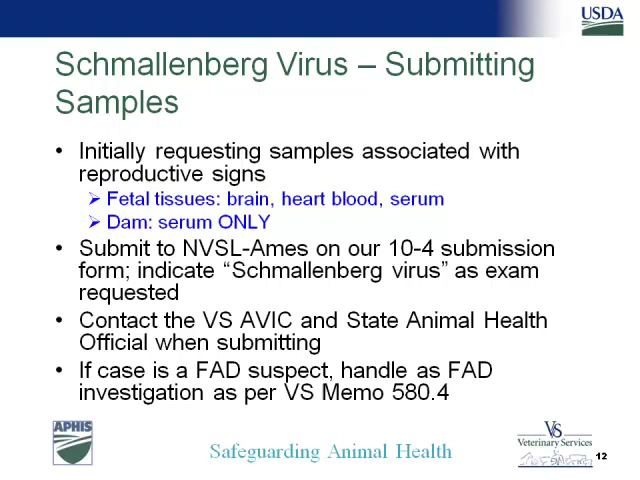 USDA
Schmallenberg Virus – Submitting
Samples
• Initially requesting samples associated with
reproductive signs
➢ Fetal tissues: brain, heart blood, serum
➢ Dam: serum ONLY
• Submit to NVSL-Ames on our 10-4 submission
form; indicate “Schmallenberg virus” as exam
requested
• Contact the VS AVIC and State Animal Health
Official when submitting
• If case is a FAD suspect, handle as FAD
investigation as per VS Memo 580.4
APHIS
Safeguarding Animal Health
VS
Veterinary Services
12